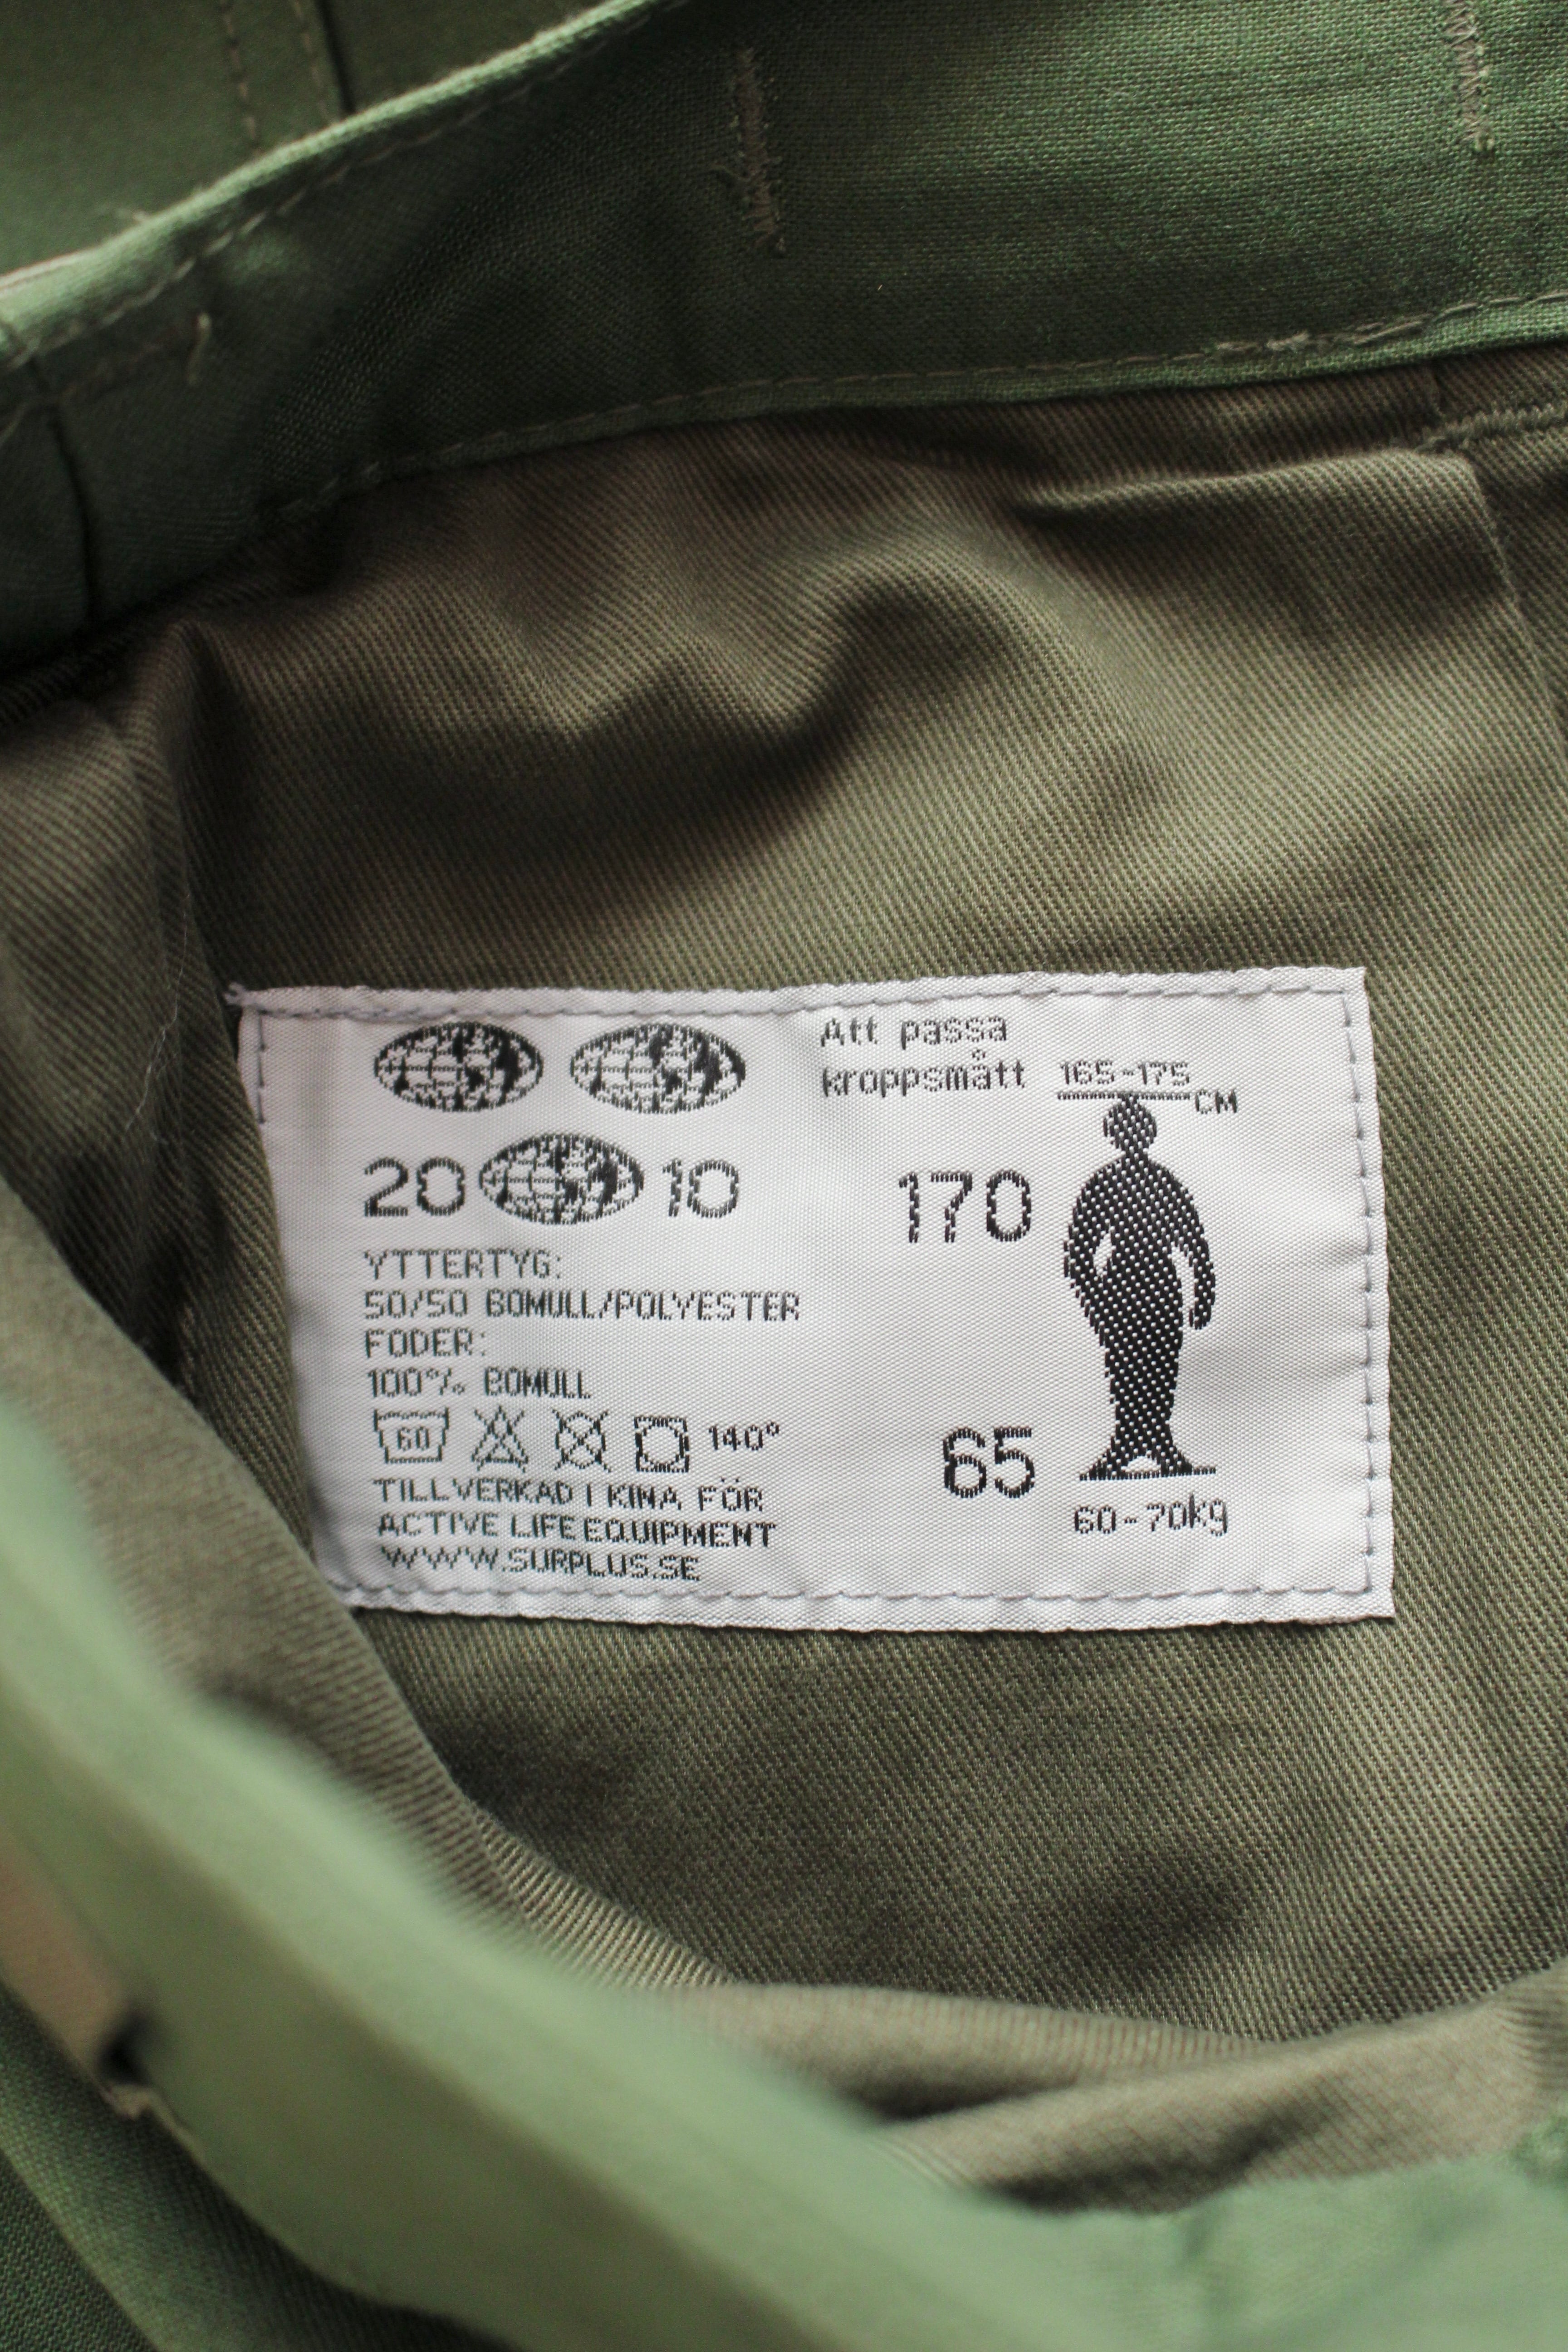 20 10
YTTERTYG:
50/50 BOMULL/POLYESTER
FODER:
100% BOMULL
60 140°
TILLVERKAD I KINA FÖR
ACTIVE LIFE EQUIPMENT
WWW.SURPLUS.SE
Att passa
kroppsmått 165-175
CM
170
65
60-70kg